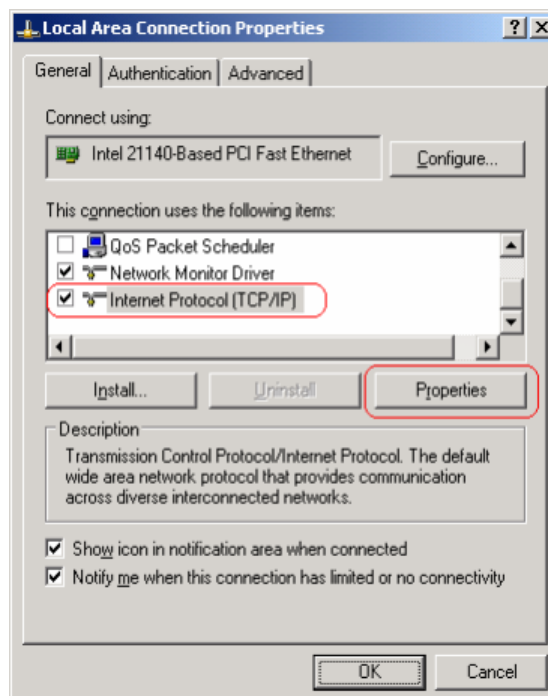 Local Area Connection Properties
General Authentication Advanced
Connect using:
Intel 21140-Based PCI Fast Ethernet
Configure...
This connection uses the following items:
QoS Packet Scheduler
Network Monitor Driver
Internet Protocol (TCP/IP)
Install... Uninstall Properties
Description
Transmission Control Protocol/Internet Protocol. The default
wide area network protocol that provides communication
across diverse interconnected networks.
Show icon in notification area when connected
Notify me when this connection has limited or no connectivity
OK Cancel